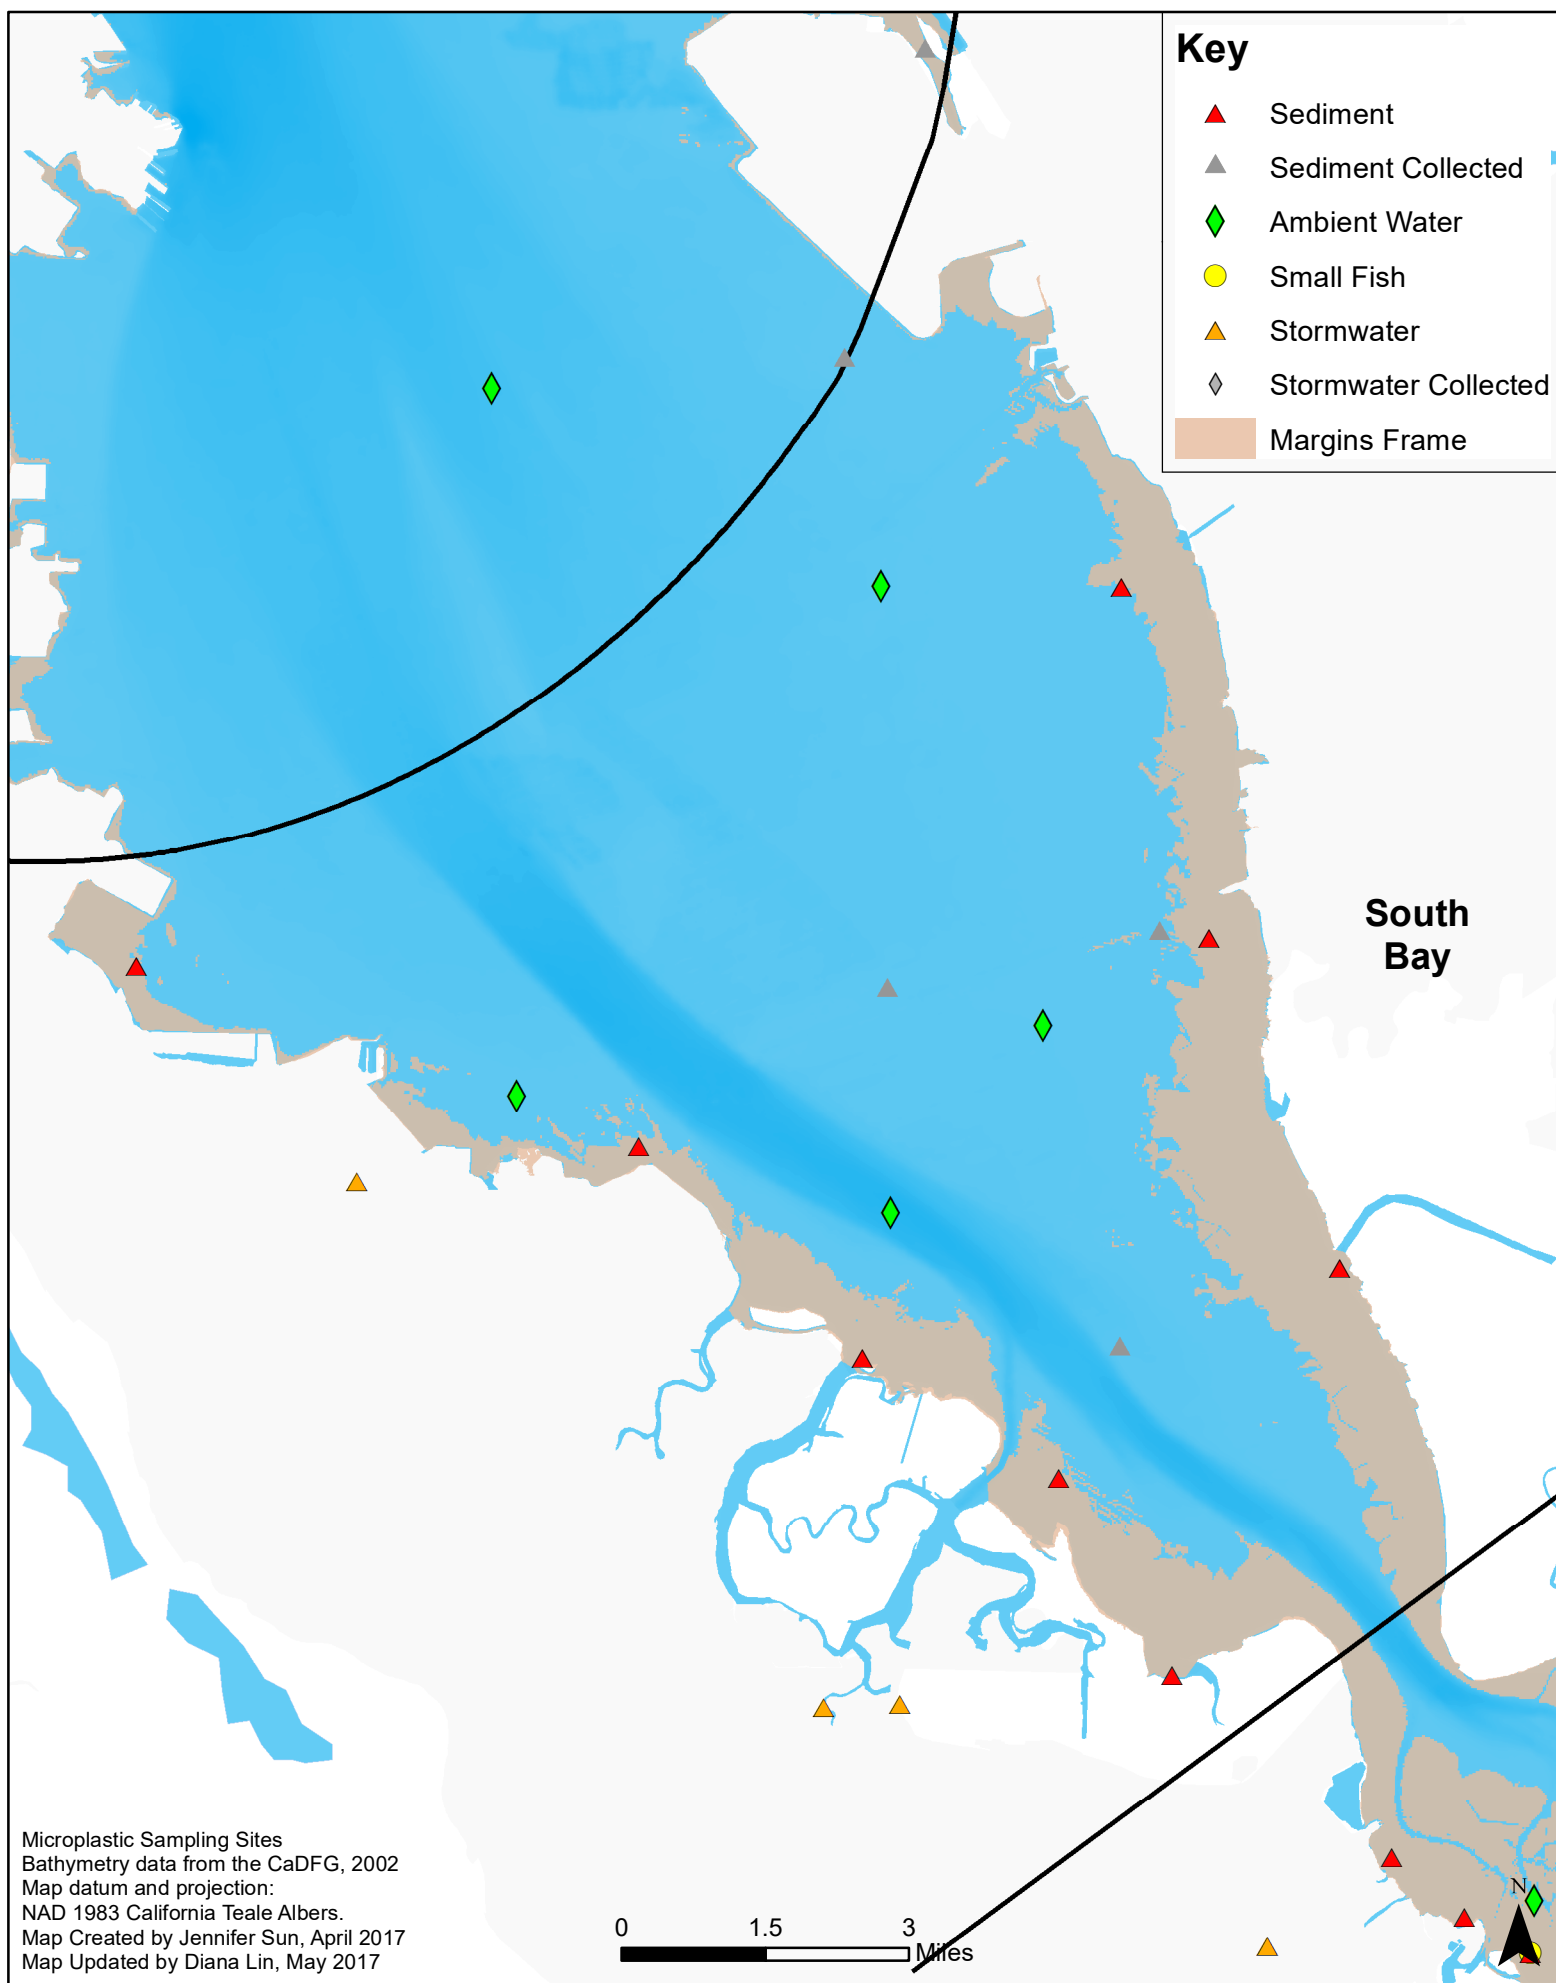 Key
Sediment
Sediment Collected
Ambient Water
Small Fish
Stormwater
Stormwater Collected
Margins Frame
South
Bay
Microplastic Sampling Sites
Bathymetry data from the CaDFG, 2002
Map datum and projection:
NAD 1983 California Teale Albers.
Map Created by Jennifer Sun, April 2017
Map Updated by Diana Lin, May 2017
0 1.5 3
Miles
N